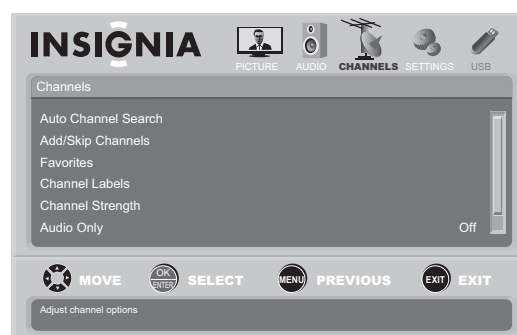 INSIGNIA
PICTURE AUDIO CHANNELS SETTINGS USB
Channels
Auto Channel Search
Add/Skip Channels
Favorites
Channel Labels
Channel Strength
Audio Only Off
MOVE OK ENTER SELECT MENU PREVIOUS EXIT EXIT
Adjust channel options